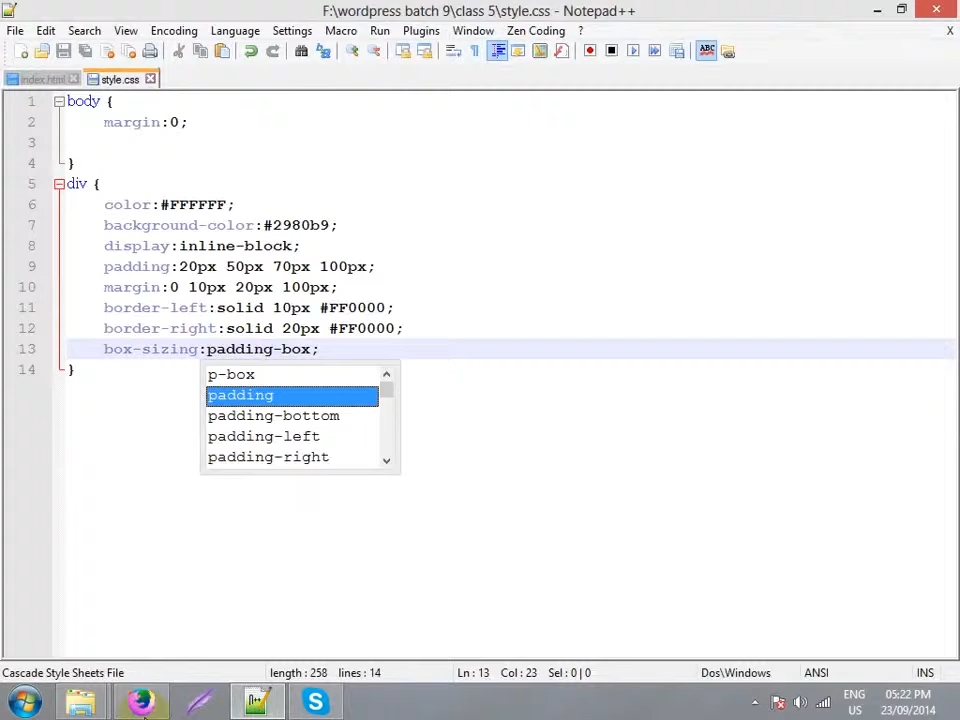 F:\wordpress batch 9\class 5\style.css - Notepad++
File Edit Search View Encoding Language Settings Macro Run Plugins Window Zen Coding ? X
ABC
index.html style.css
1 body {
2 margin:0;
3
4 }
5 div {
6 color:#FFFFFF;
7 background-color:#2980b9;
8 display:inline-block;
9 padding:20px 50px 70px 100px;
10 margin:0 10px 20px 100px;
11 border-left:solid 10px #FF0000;
12 border-right:solid 20px #FF0000;
13 box-sizing:padding-box;
14 }
p-box
padding
padding-bottom
padding-left
padding-right
Cascade Style Sheets File length : 258 lines : 14 Ln : 13 Col : 23 Sel : 0 | 0 Dos\Windows ANSI INS
ENG 05:22 PM
US 23/09/2014